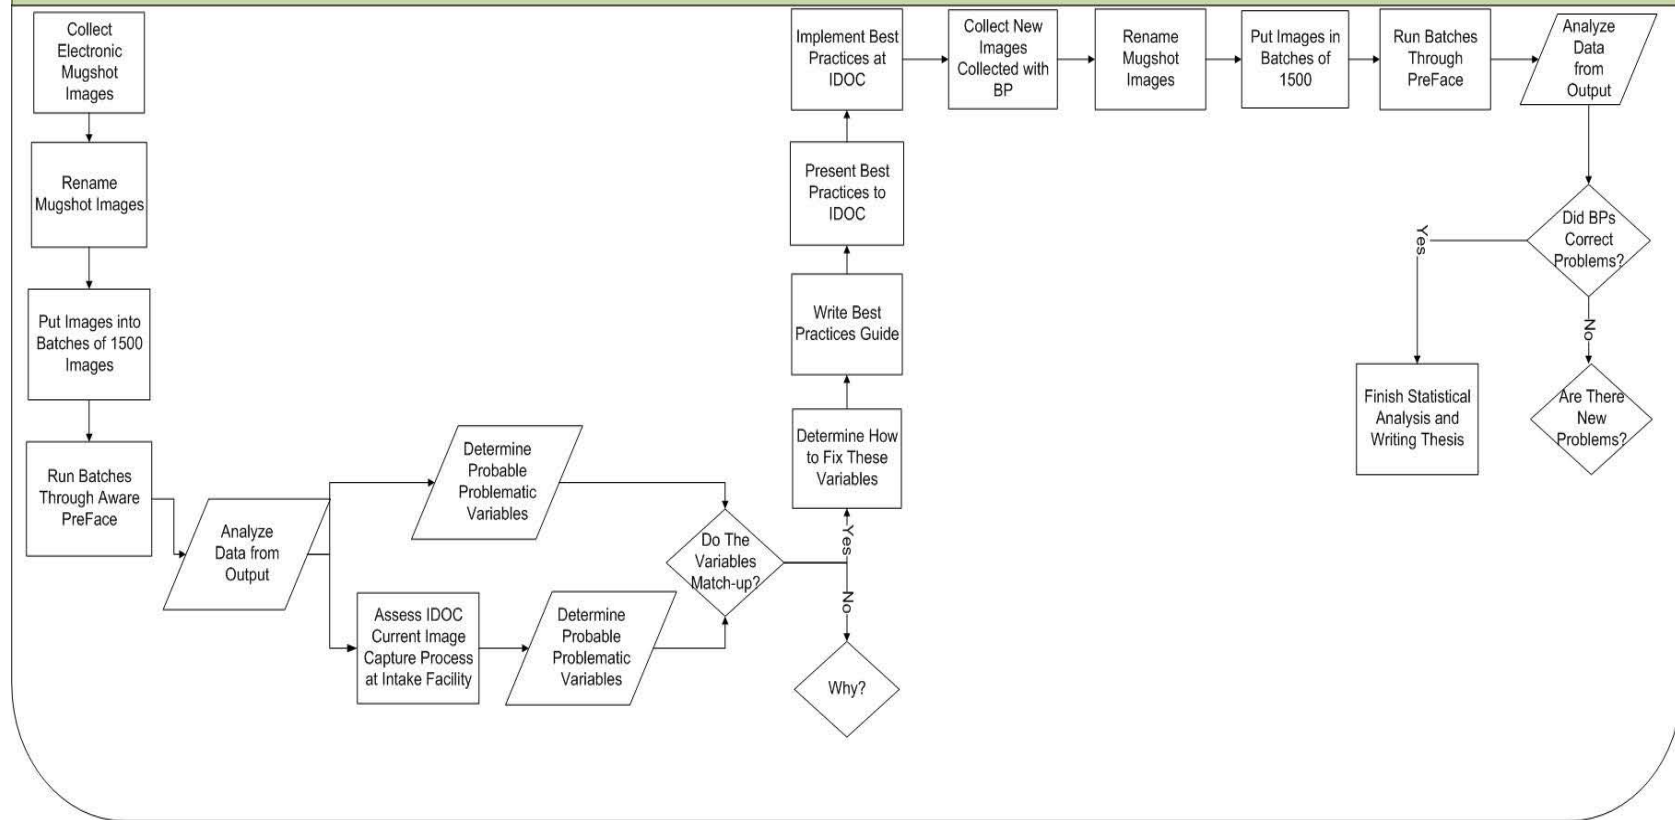 Collect
Electronic
Mugshot
Images
Rename
Mugshot Images
Put Images into
Batches of 1500
Images
Run Batches
Through Aware
PreFace
Analyze
Data from
Output
Determine
Probable
Problematic
Variables
Assess IDOC
Current Image
Capture Process
at Intake Facility
Determine
Probable
Problematic
Variables
Do The
Variables
Match-up?
Yes
No
Why?
Determine How
to Fix These
Variables
Write Best
Practices Guide
Present Best
Practices to
IDOC
Implement Best
Practices at
IDOC
Collect New
Images
Collected with
BP
Rename
Mugshot
Images
Put Images in
Batches of
1500
Run Batches
Through
PreFace
Analyze
Data
from
Output
Did BPs
Correct
Problems?
Yes
No
Finish Statistical
Analysis and
Writing Thesis
Are There
New
Problems?